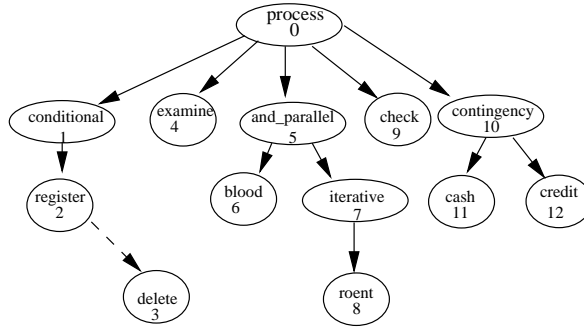 process
0
conditional
1
examine
4
and_parallel
5
check
9
contingency
10
register
2
blood
6
iterative
7
cash
11
credit
12
delete
3
roent
8